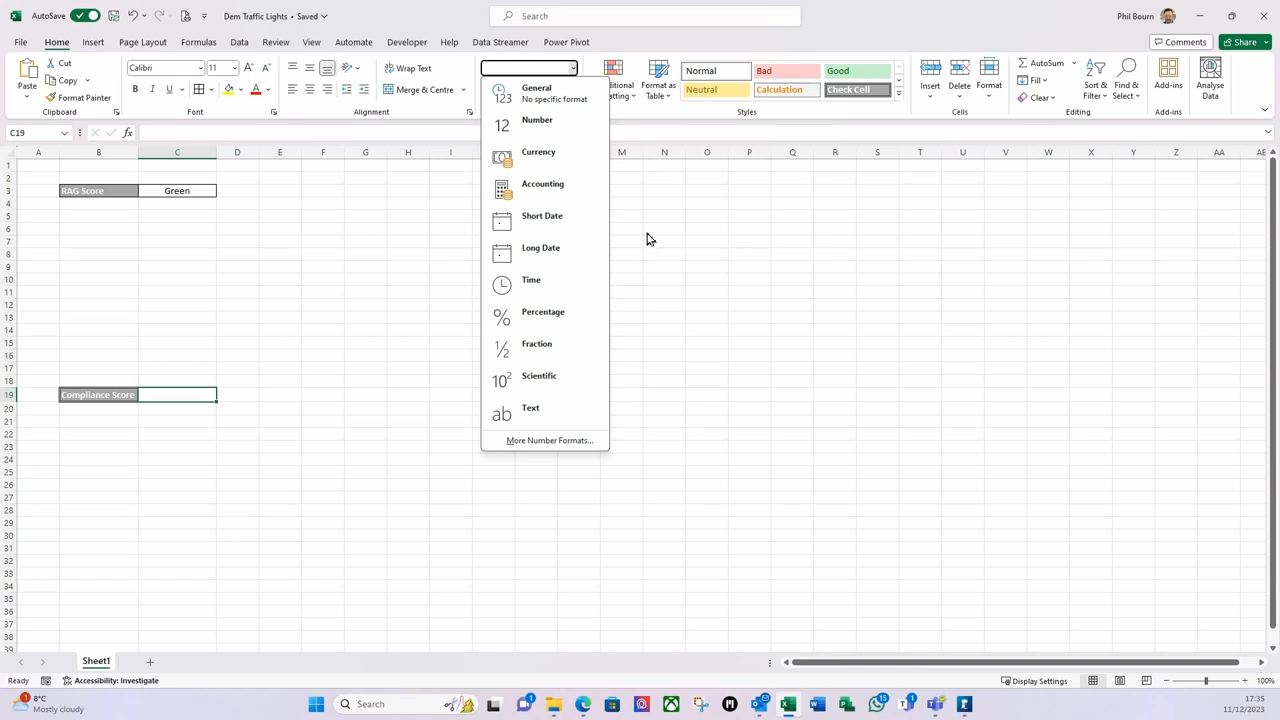 AutoSave
Dem Traffic Lights • Saved
Search
Phil Bourn
File
Home
Insert
Page Layout
Formulas
Data
Review
View
Automate
Developer
Help
Data Streamer
Power Pivot
Comments
Share
Paste
Cut
Copy
Format Painter
Clipboard
Calibri
11
B I U
Font
Wrap Text
Merge & Centre
Alignment
Format as
Table
Normal
Bad
Good
Neutral
Calculation
Check Cell
Styles
Insert
Delete
Format
Cells
AutoSum
Fill
Clear
Sort &
Filter
Find &
Select
Editing
Add-ins
Add-ins
Analyse
Data
General
No specific format
Number
Currency
Accounting
Short Date
Long Date
Time
Percentage
Fraction
Scientific
Text
More Number Formats...
C19
fx
A B C D E F G H I M N O P Q R S T U V W X Y Z AA AB
1
2
3 RAG Score Green
4
5
6
7
8
9
10
11
12
13
14
15
16
17
18
19 Compliance Score
20
21
22
23
24
25
26
27
28
29
30
31
32
33
34
35
36
37
38
39
Sheet1
Ready
Accessibility: Investigate
Display Settings
100%
8°C
Mostly cloudy
Search
17:35
11/12/2023